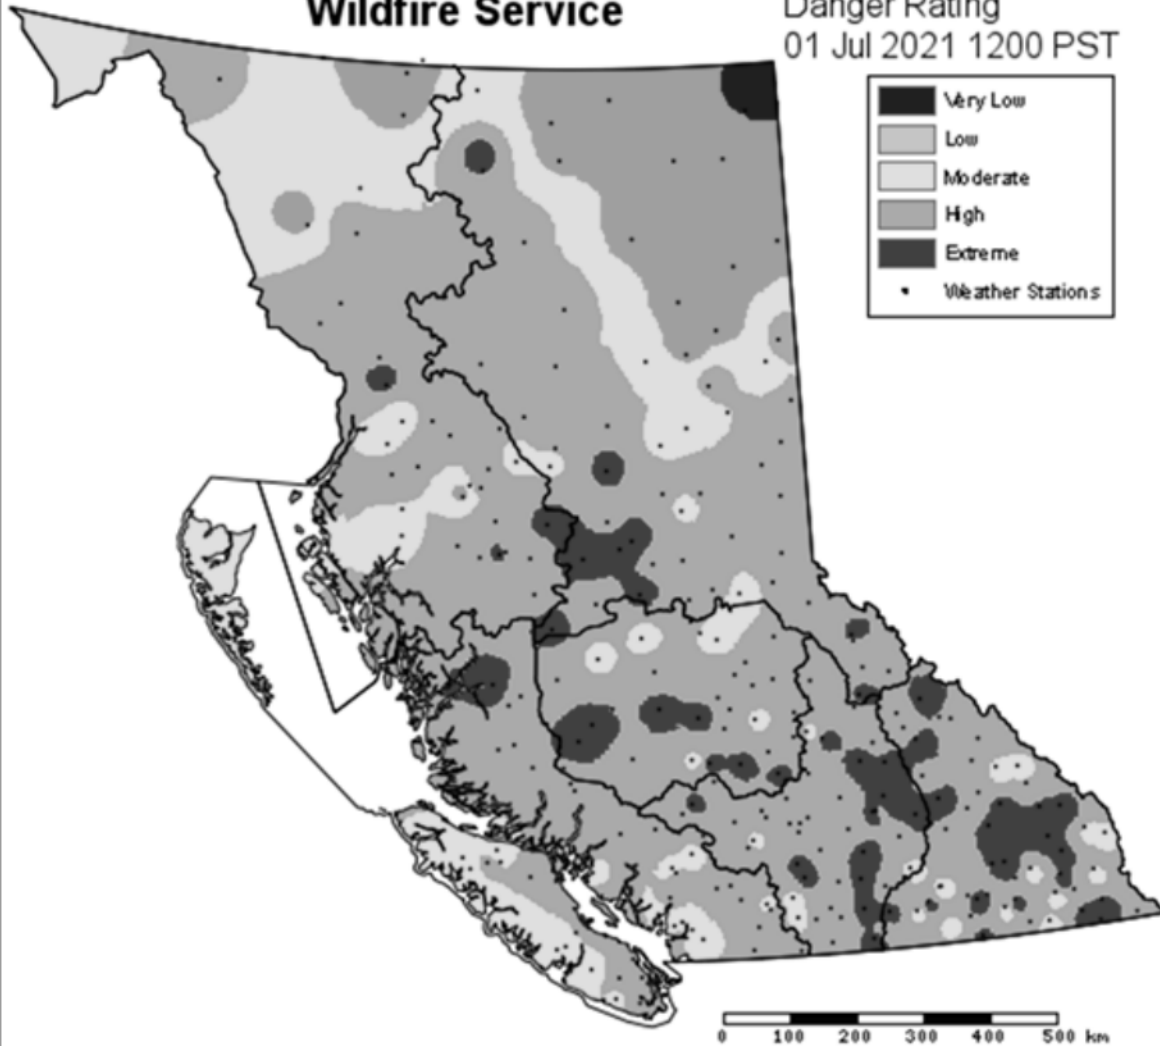 Wildfire Service
Danger Rating
01 Jul 2021 1200 PST
Very Low
Low
Moderate
High
Extreme
Weather Stations
0 100 200 300 400 500 km